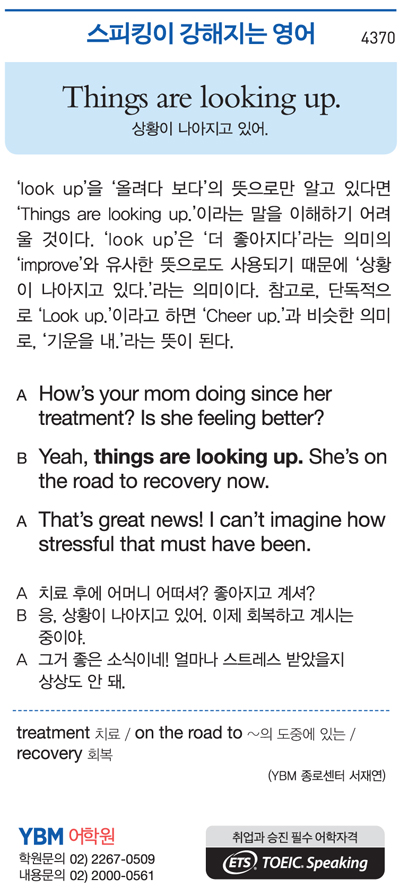 스피킹이 강해지는 영어 4370
Things are looking up.
상황이 나아지고 있어.
‘look up’을 ‘올려다 보다’의 뜻으로만 알고 있다면
‘Things are looking up.’이라는 말을 이해하기 어려
울 것이다. ‘look up’은 ‘더 좋아지다’라는 의미의
‘improve’와 유사한 뜻으로도 사용되기 때문에 ‘상황
이 나아지고 있다.’라는 의미이다. 참고로, 단독적으
로 ‘Look up.’이라고 하면 ‘Cheer up.’과 비슷한 의미
로, ‘기운을 내.’라는 뜻이 된다.
A How's your mom doing since her
treatment? Is she feeling better?
B Yeah, things are looking up. She's on
the road to recovery now.
A That's great news! I can't imagine how
stressful that must have been.
A 치료 후에 어머니 어떠셔? 좋아지고 계셔?
B 응, 상황이 나아지고 있어. 이제 회복하고 계시는
중이야.
A 그거 좋은 소식이네! 얼마나 스트레스 받았을지
상상도 안 돼.
treatment 치료 / on the road to ~의 도중에 있는 /
recovery 회복
(YBM 종로센터 서재연)
YBM 어학원
학원문의 02) 2267-0509
내용문의 02) 2000-0561
취업과 승진 필수 어학자격
ETS TOEIC. Speaking